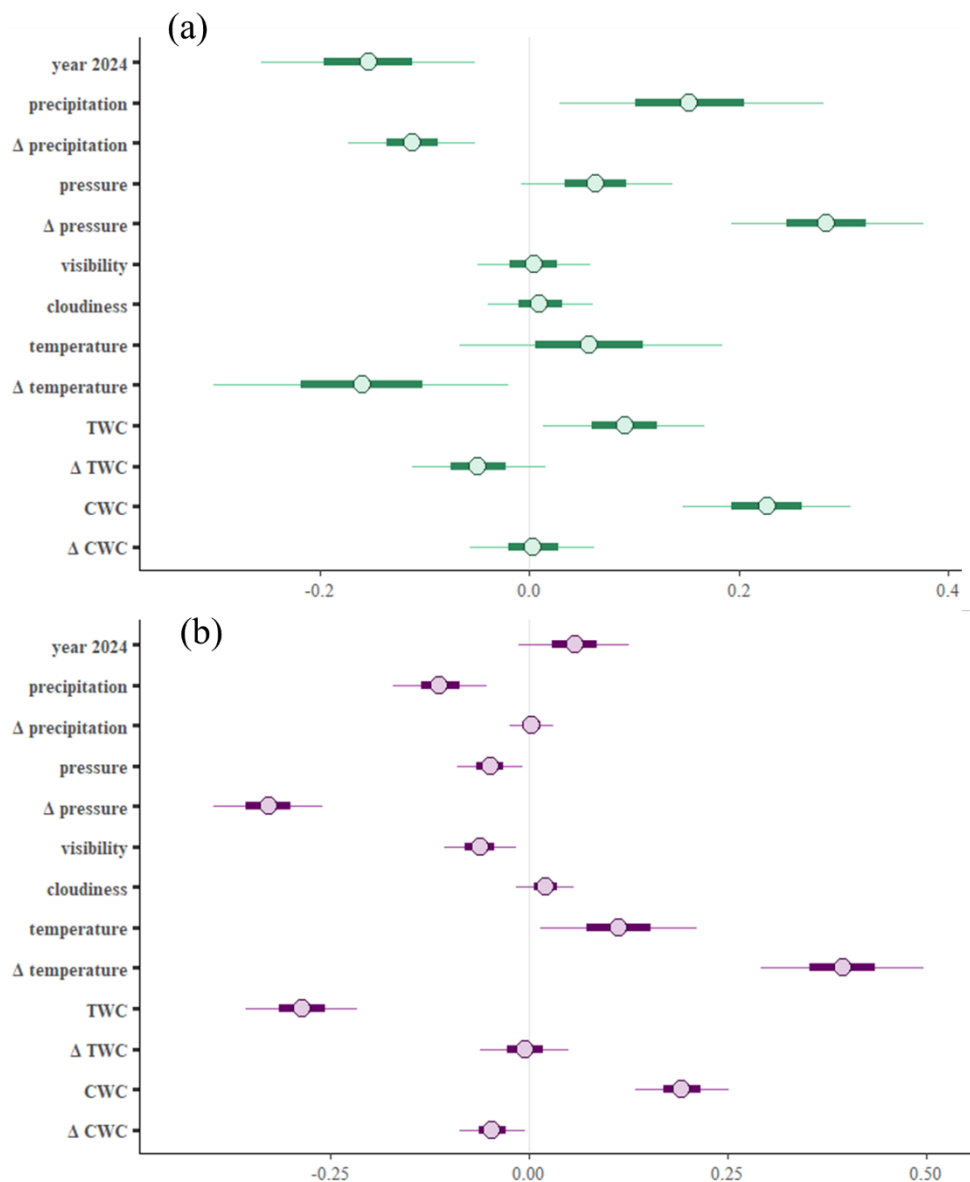 (a)
year 2024
precipitation
Δ precipitation
pressure
Δ pressure
visibility
cloudiness
temperature
Δ temperature
TWC
Δ TWC
CWC
Δ CWC
-0.2 0.0 0.2 0.4
(b)
year 2024
precipitation
Δ precipitation
pressure
Δ pressure
visibility
cloudiness
temperature
Δ temperature
TWC
Δ TWC
CWC
Δ CWC
-0.25 0.00 0.25 0.50